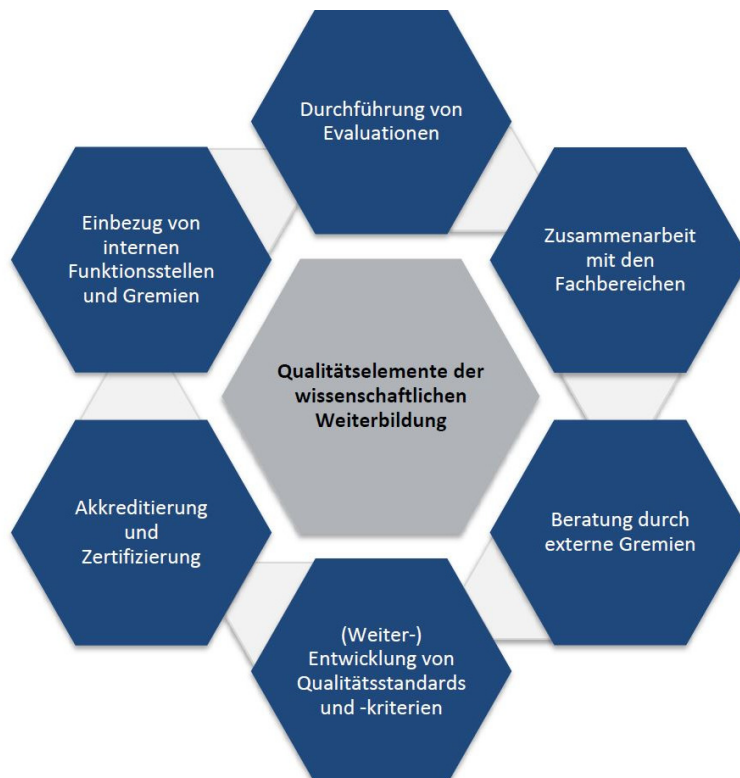 Durchführung von
Evaluationen
Zusammenarbeit
mit den
Fachbereichen
Beratung durch
externe Gremien
(Weiter-)
Entwicklung von
Qualitätsstandards
und -kriterien
Akkreditierung
und
Zertifizierung
Einbezug von
internen
Funktionsstellen
und Gremien
Qualitätselemente der
wissenschaftlichen
Weiterbildung